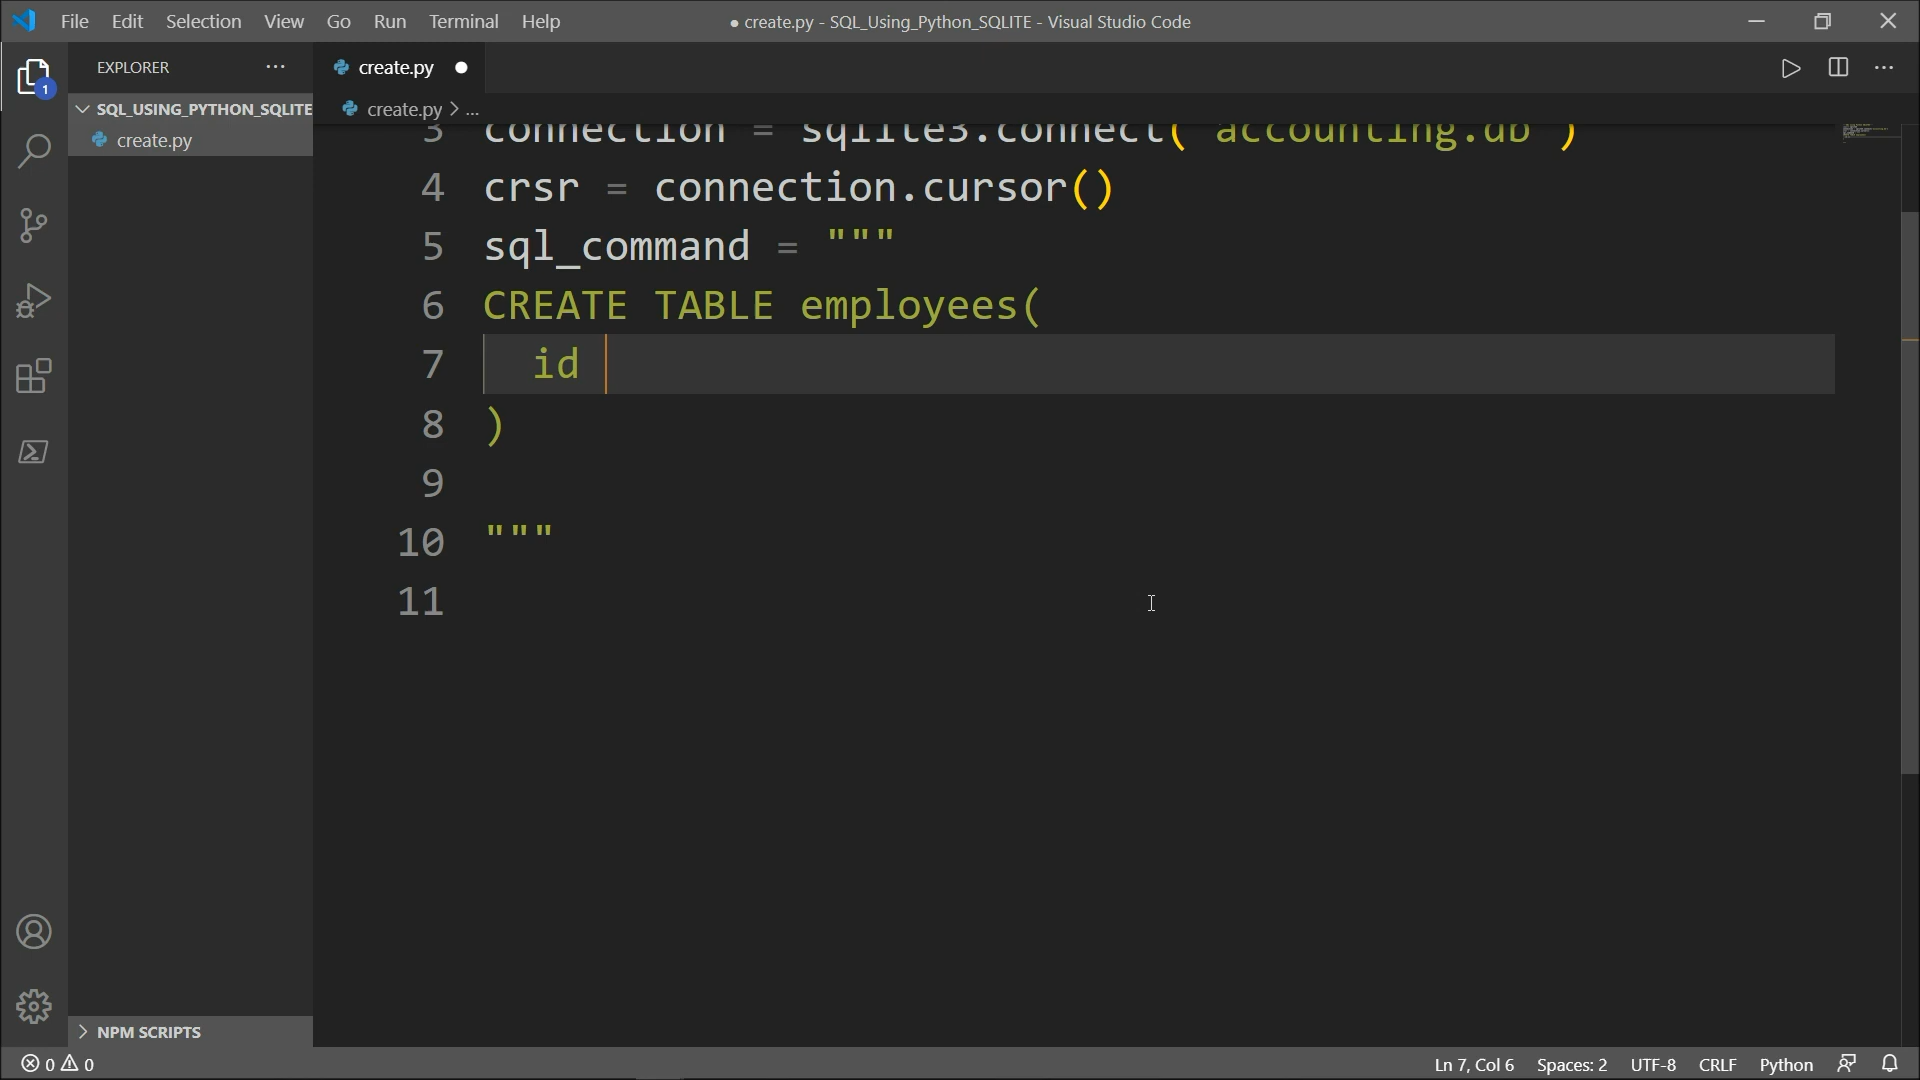 File Edit Selection View Go Run Terminal Help
● create.py - SQL_Using_Python_SQLITE - Visual Studio Code
1
EXPLORER
SQL_USING_PYTHON_SQLITE
create.py
NPM SCRIPTS
create.py
create.py > ...
3 connection = sqlite3.connect('accounting.db')
4 crsr = connection.cursor()
5 sql_command = """
6 CREATE TABLE employees(
7 id
8 )
9
10 """
11
0 0
Ln 7, Col 6 Spaces: 2 UTF-8 CRLF Python